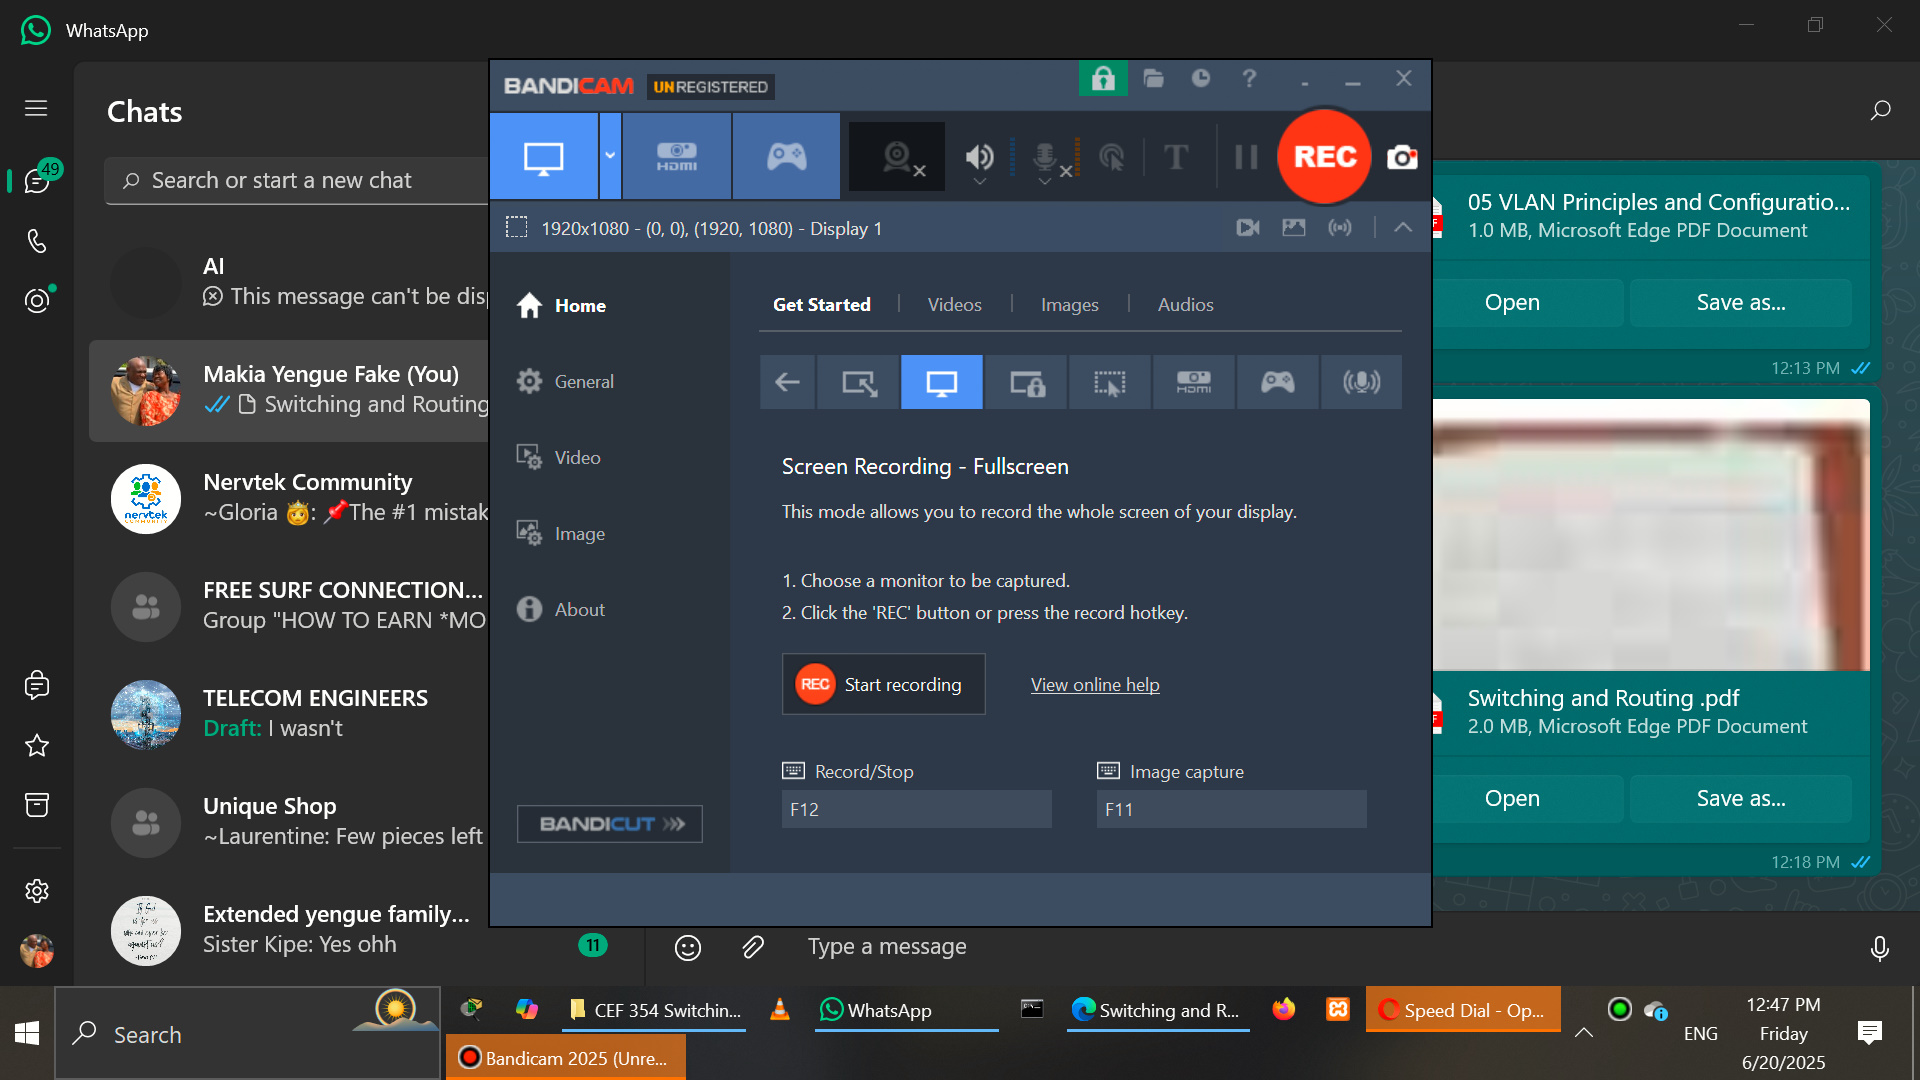 WhatsApp
BANDICAM UNREGISTERED
?
Chats
49
HDMI
T
REC
Search or start a new chat
1920x1080 - (0, 0), (1920, 1080) - Display 1
05 VLAN Principles and Configuratio...
1.0 MB, Microsoft Edge PDF Document
Open
Save as...
12:13 PM
AI
This message can't be dis
Makia Yengue Fake (You)
Switching and Routing
Nervtek Community
~Gloria 👸: 📌The #1 mistak
nervtek
COMMUNITY
FREE SURF CONNECTION...
Group "HOW TO EARN *MO
TELECOM ENGINEERS
Draft: I wasn't
Unique Shop
~Laurentine: Few pieces left
Extended yengue family...
Sister Kipe: Yes ohh
11
Home
General
Video
Image
About
BANDICUT
Get Started
Videos
Images
Audios
HDMI
Screen Recording - Fullscreen
This mode allows you to record the whole screen of your display.
1. Choose a monitor to be captured.
2. Click the 'REC' button or press the record hotkey.
REC Start recording
View online help
Record/Stop
F12
Image capture
F11
Switching and Routing .pdf
2.0 MB, Microsoft Edge PDF Document
Open
Save as...
12:18 PM
Type a message
Search
CEF 354 Switchin...
WhatsApp
Switching and R...
Speed Dial - Op...
Bandicam 2025 (Unre...
ENG
12:47 PM
Friday
6/20/2025